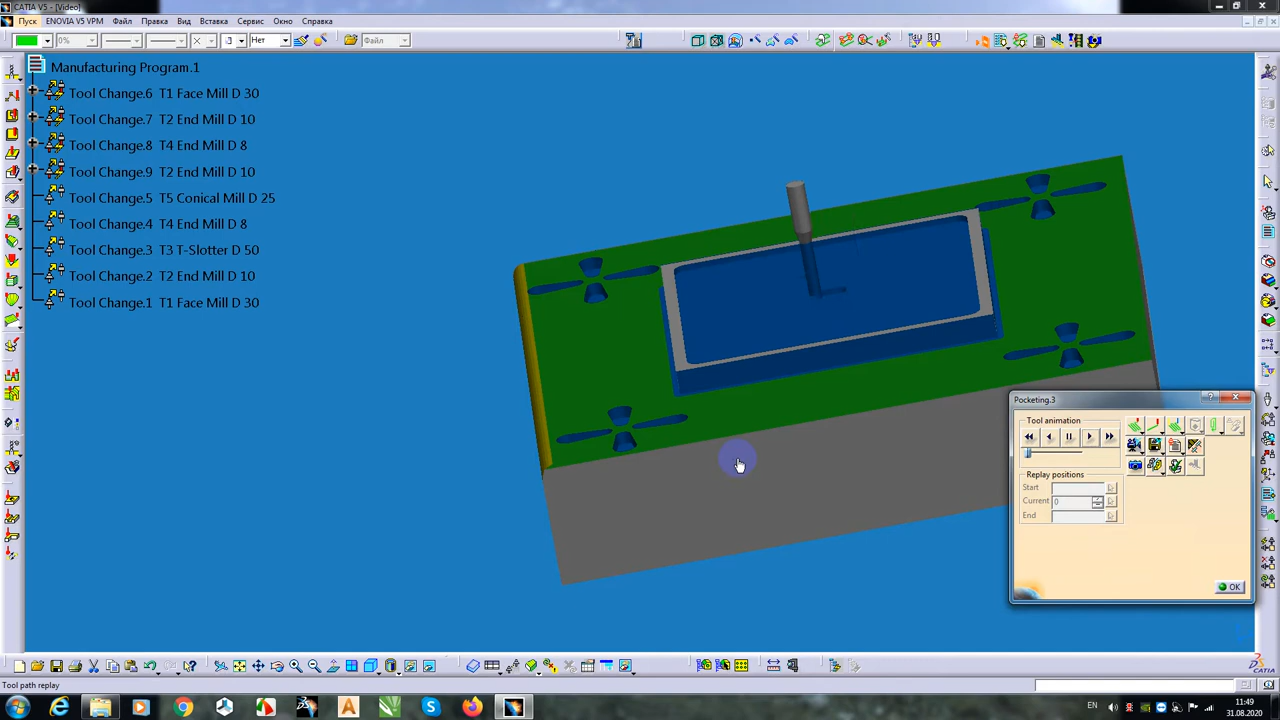 CATIA V5 - [Video]
Пуск ENOVIA V5 VPM Файл Правка Вид Вставка Сервис Окно Справка
0% Нет Файл
Manufacturing Program.1
Tool Change.6 T1 Face Mill D 30
Tool Change.7 T2 End Mill D 10
Tool Change.8 T4 End Mill D 8
Tool Change.9 T2 End Mill D 10
Tool Change.5 T5 Conical Mill D 25
Tool Change.4 T4 End Mill D 8
Tool Change.3 T3 T-Slotter D 50
Tool Change.2 T2 End Mill D 10
Tool Change.1 T1 Face Mill D 30
Pocketing.3
Tool animation
Replay positions
Start
Current 0
End
OK
Tool path replay
EN
11:49
31.08.2020